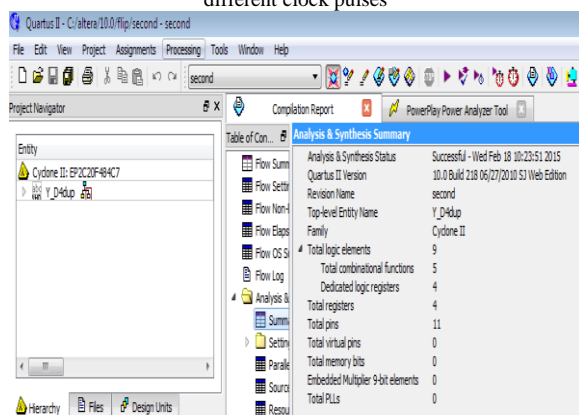 different clock pulses
Quartus II - C:/altera/10.0/flip/second - second
File Edit View Project Assignments Processing Tools Window Help
second
Project Navigator
Compilation Report
PowerPlay Power Analyzer Tool
Table of Con...
Analysis & Synthesis Summary
Entity
Cyclone II: EP2C20F484C7
Y_D4dup
Flow Summ
Flow Settin
Flow Non-
Flow Elaps
Flow OS S
Flow Log
Analysis &
Summ
Settin
Paralle
Source
Resou
Analysis & Synthesis Status Successful - Wed Feb 18 10:23:51 2015
Quartus II Version 10.0 Build 218 06/27/2010 SJ Web Edition
Revision Name second
Top-level Entity Name Y_D4dup
Family Cyclone II
Total logic elements 9
Total combinational functions 5
Dedicated logic registers 4
Total registers 4
Total pins 11
Total virtual pins 0
Total memory bits 0
Embedded Multiplier 9-bit elements 0
Total PLLs 0
Hierarchy Files Design Units